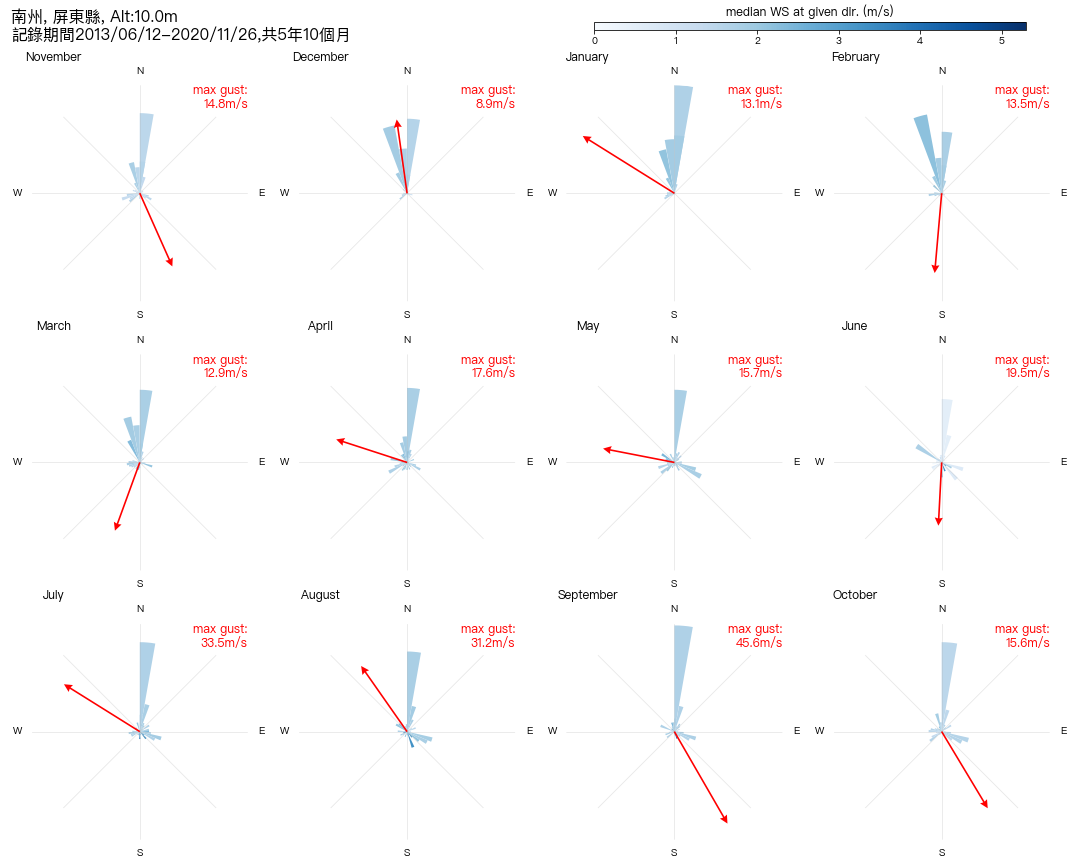 南州, 屏東縣, Alt:10.0m
記錄期間2013/06/12–2020/11/26,共5年10個月
median WS at given dir. (m/s)
0 1 2 3 4 5
November
N
max gust:
14.8m/s
W
E
S
December
N
max gust:
8.9m/s
W
E
January
N
max gust:
13.1m/s
W
E
S
February
N
max gust:
13.5m/s
W
E
S
March
N
max gust:
12.9m/s
W
E
S
April
N
max gust:
17.6m/s
W
E
S
May
N
max gust:
15.7m/s
W
E
S
June
N
max gust:
19.5m/s
W
E
S
July
N
max gust:
33.5m/s
W
E
S
August
N
max gust:
31.2m/s
W
E
S
September
N
max gust:
45.6m/s
W
E
S
October
N
max gust:
15.6m/s
W
E
S